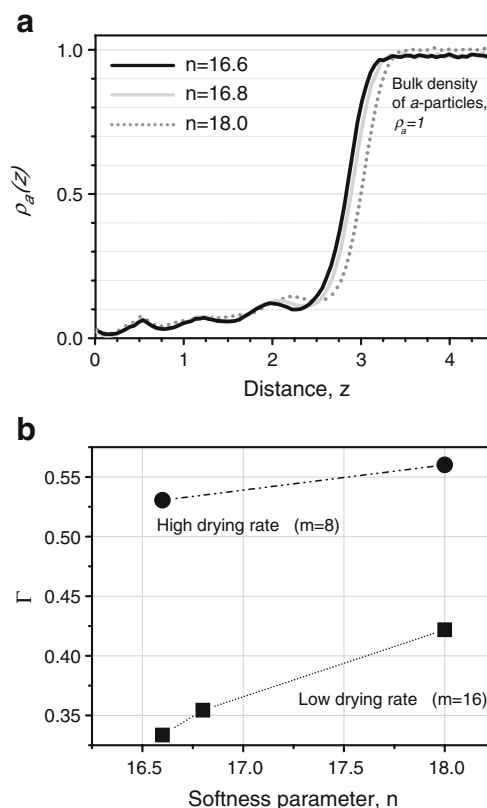 a
1.0
n=16.6
n=16.8
n=18.0
Bulk density
of a-particles,
ρa=1
ρa(z)
0.5
0.0
0 1 2 3 4
Distance, z
b
0.55
High drying rate (m=8)
0.50
Γ
0.45
0.40
Low drying rate (m=16)
0.35
16.5 17.0 17.5 18.0
Softness parameter, n